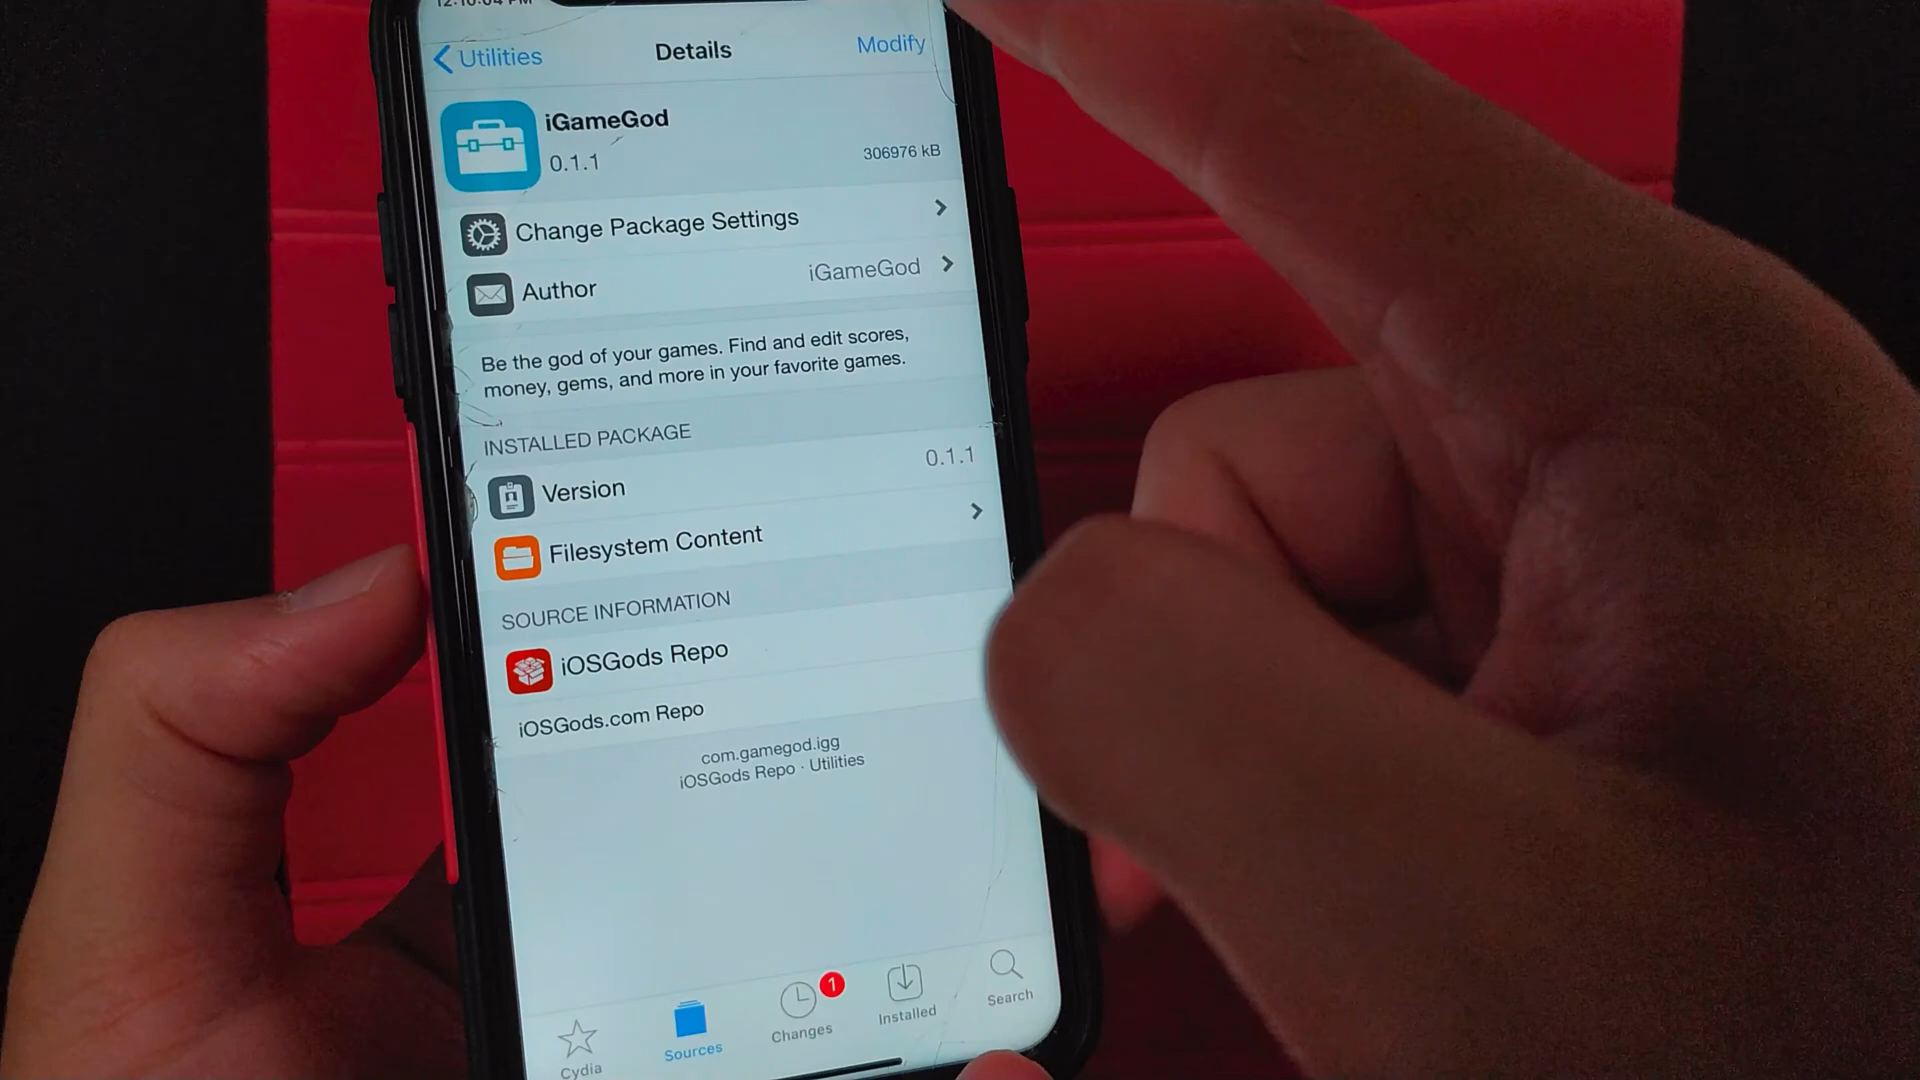 Utilities
Details
Modify
iGameGod
0.1.1
306976 kB
Change Package Settings
Author
iGameGod
Be the god of your games. Find and edit scores,
money, gems, and more in your favorite games.
INSTALLED PACKAGE
Version
0.1.1
Filesystem Content
SOURCE INFORMATION
iOSGods Repo
iOSGods.com Repo
com.gamegod.igg
iOSGods Repo · Utilities
Cydia
Sources
Changes
1
Installed
Search